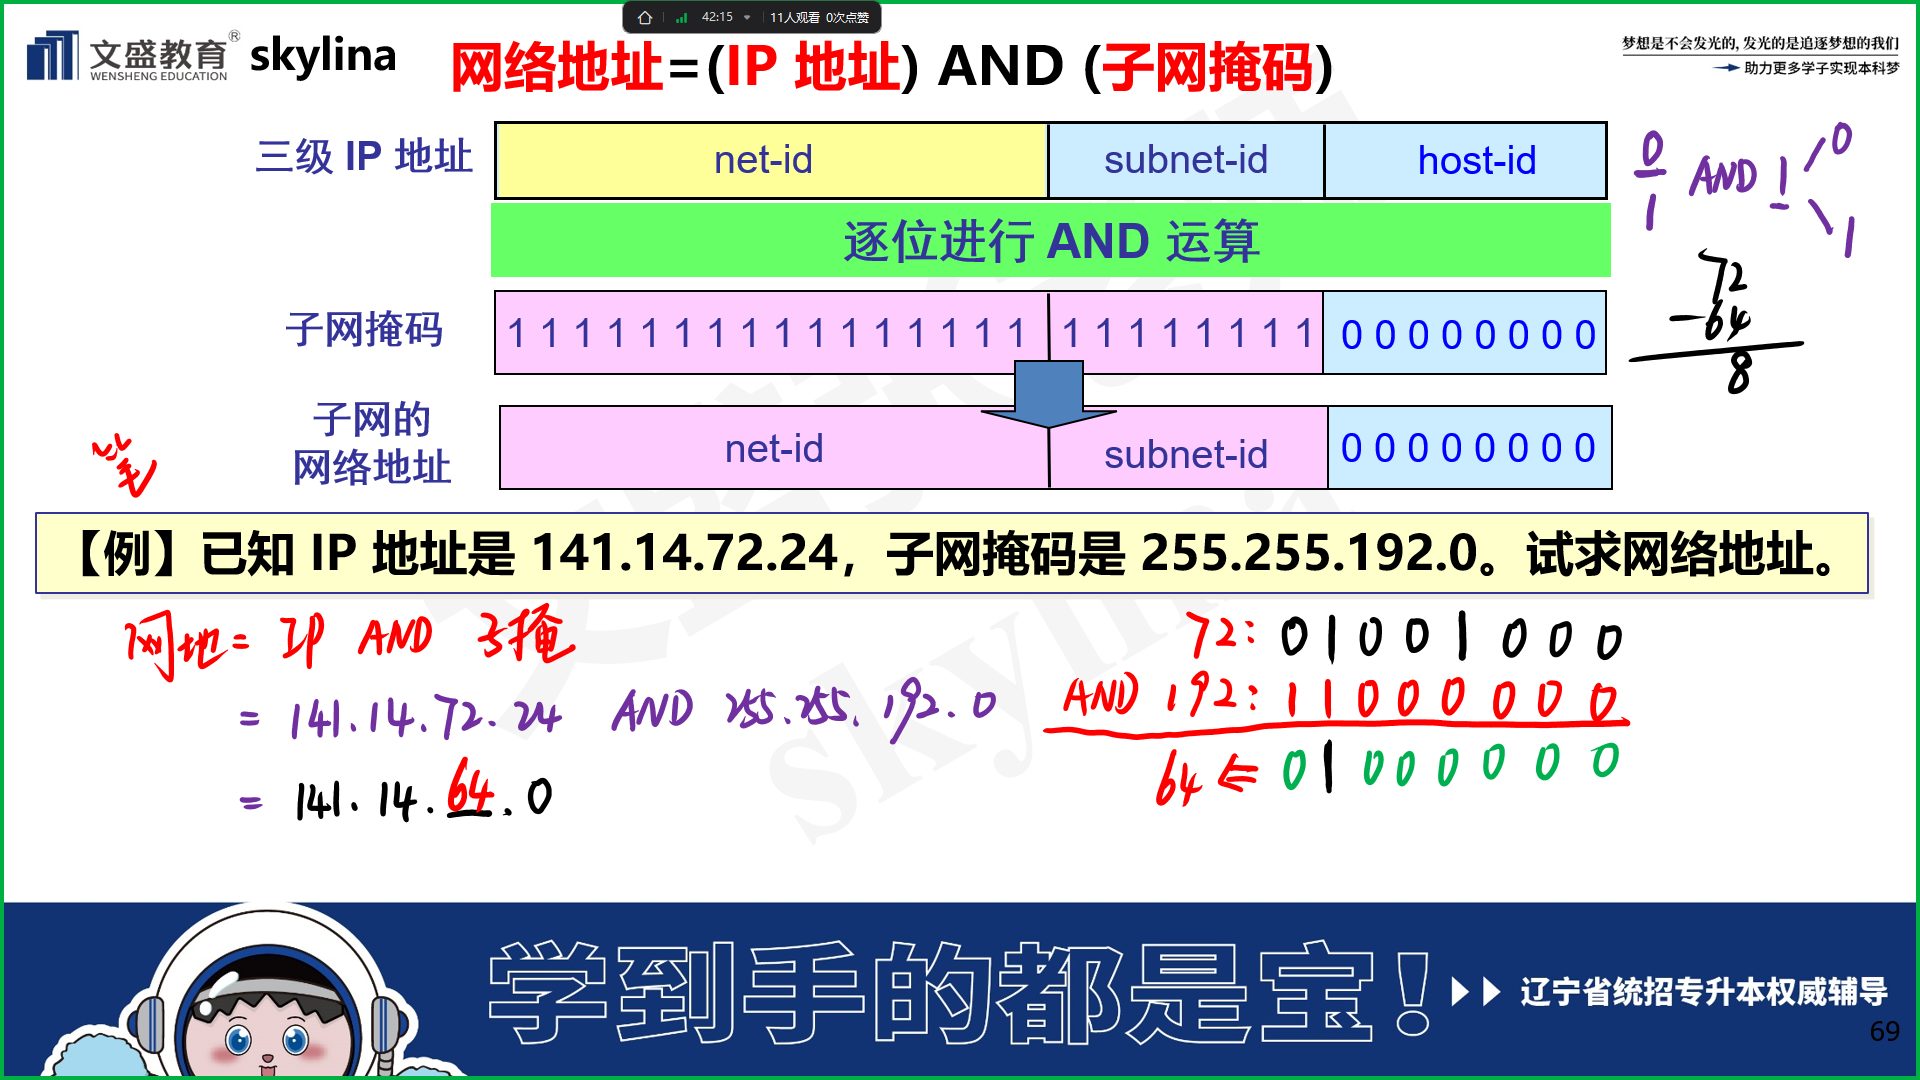 42:15 11人观看 0次点赞
文盛教育® skylina
WENSHENG EDUCATION
网络地址=(IP 地址) AND (子网掩码)
梦想是不会发光的, 发光的是追逐梦想的我们
助力更多学子实现本科梦
三级 IP 地址 net-id subnet-id host-id
0 AND 1 0
1 1
逐位进行 AND 运算
72
-64
8
子网掩码 1 1 1 1 1 1 1 1 1 1 1 1 1 1 1 1 1 1 1 1 1 1 1 1 0 0 0 0 0 0 0 0
子网的
网络地址 net-id subnet-id 0 0 0 0 0 0 0 0
笔
【例】已知 IP 地址是 141.14.72.24，子网掩码是 255.255.192.0。试求网络地址。
网地= IP AND 子掩
= 141.14.72.24 AND 255.255.192.0
= 141.14.64.0
72: 0 1 0 0 1 0 0 0
AND 192: 1 1 0 0 0 0 0 0
64 ⇐ 0 1 0 0 0 0 0 0
skylina
学到手的都是宝！
辽宁省统招专升本权威辅导
69